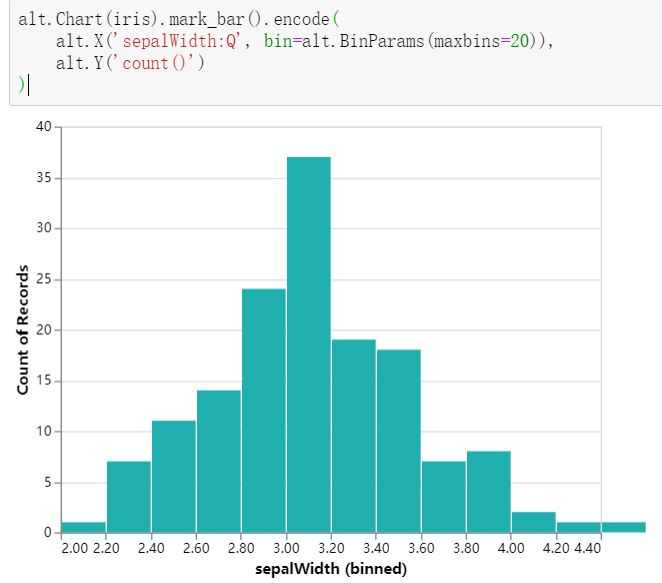 alt.Chart(iris).mark_bar().encode(
    alt.X('sepalWidth:Q', bin=alt.BinParams(maxbins=20)),
    alt.Y('count()')
)
40
35
30
25
20
15
10
5
0
Count of Records
2.00 2.20 2.40 2.60 2.80 3.00 3.20 3.40 3.60 3.80 4.00 4.20 4.40
sepalWidth (binned)